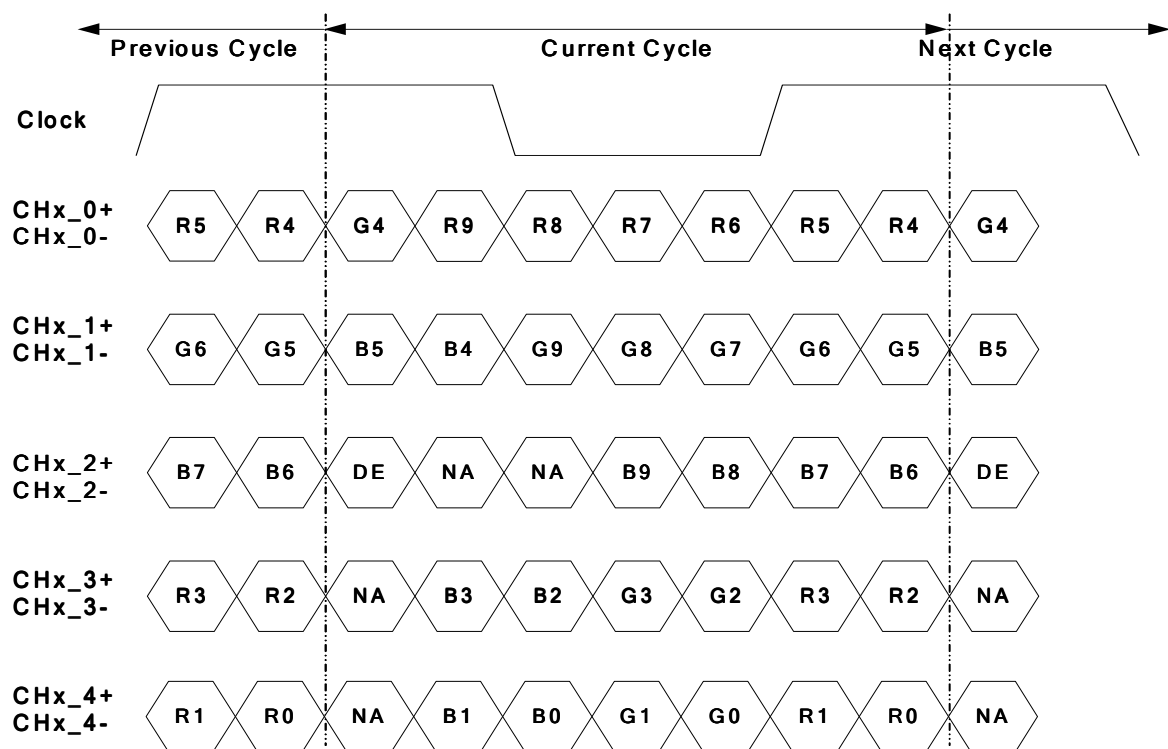 Previous Cycle Current Cycle Next Cycle
Clock
CHx_0+
CHx_0-
R5 R4 G4 R9 R8 R7 R6 R5 R4 G4
CHx_1+
CHx_1-
G6 G5 B5 B4 G9 G8 G7 G6 G5 B5
CHx_2+
CHx_2-
B7 B6 DE NA NA B9 B8 B7 B6 DE
CHx_3+
CHx_3-
R3 R2 NA B3 B2 G3 G2 R3 R2 NA
CHx_4+
CHx_4-
R1 R0 NA B1 B0 G1 G0 R1 R0 NA